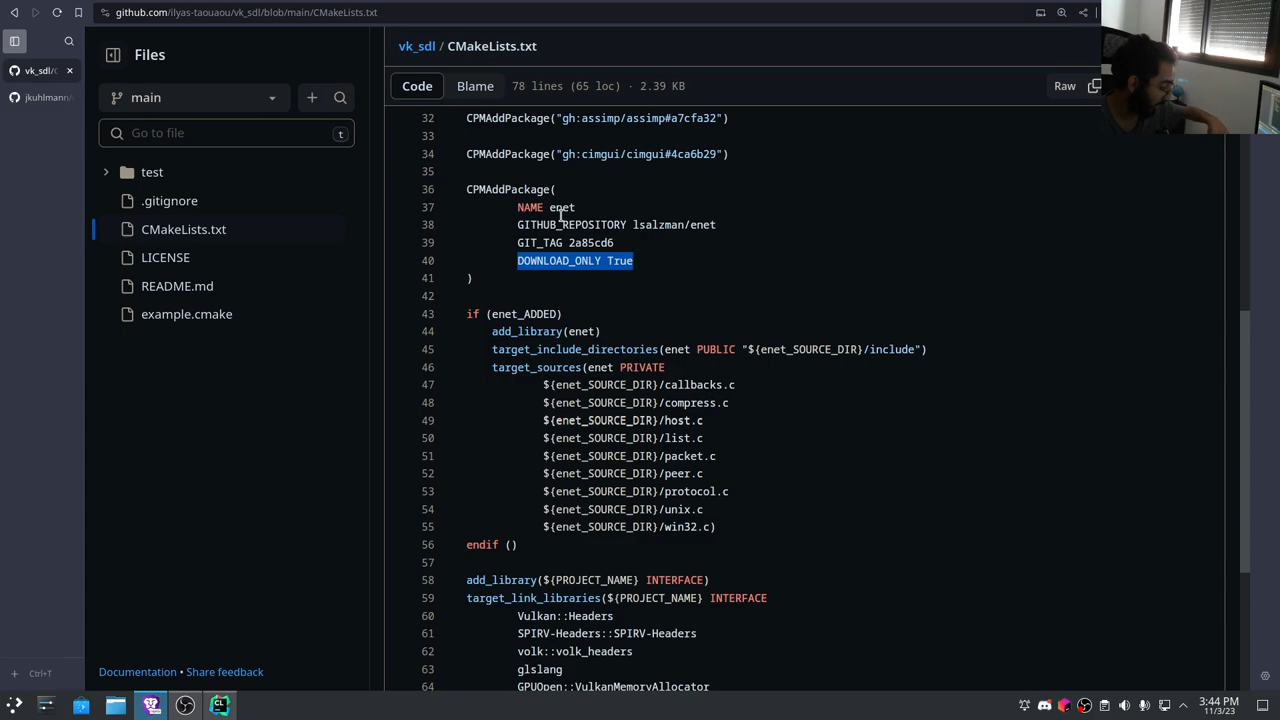 github.com/ilyas-taouaou/vk_sdl/blob/main/CMakeLists.txt
vk_sdl/C
jkuhlmann/
Ctrl+T
Files
main
Go to file
t
test
.gitignore
CMakeLists.txt
LICENSE
README.md
example.cmake
Documentation • Share feedback
vk_sdl / CMakeLists.txt
Code Blame 78 lines (65 loc) · 2.39 KB Raw
32 CPMAddPackage("gh:assimp/assimp#a7cfa32")
33
34 CPMAddPackage("gh:cimgui/cimgui#4ca6b29")
35
36 CPMAddPackage(
37 NAME enet
38 GITHUB_REPOSITORY lsalzman/enet
39 GIT_TAG 2a85cd6
40 DOWNLOAD_ONLY True
41 )
42
43 if (enet_ADDED)
44 add_library(enet)
45 target_include_directories(enet PUBLIC "${enet_SOURCE_DIR}/include")
46 target_sources(enet PRIVATE
47 ${enet_SOURCE_DIR}/callbacks.c
48 ${enet_SOURCE_DIR}/compress.c
49 ${enet_SOURCE_DIR}/host.c
50 ${enet_SOURCE_DIR}/list.c
51 ${enet_SOURCE_DIR}/packet.c
52 ${enet_SOURCE_DIR}/peer.c
53 ${enet_SOURCE_DIR}/protocol.c
54 ${enet_SOURCE_DIR}/unix.c
55 ${enet_SOURCE_DIR}/win32.c)
56 endif ()
57
58 add_library(${PROJECT_NAME} INTERFACE)
59 target_link_libraries(${PROJECT_NAME} INTERFACE
60 Vulkan::Headers
61 SPIRV-Headers::SPIRV-Headers
62 volk::volk_headers
63 glslang
64 GPUOpen::VulkanMemoryAllocator
3:44 PM
11/3/23